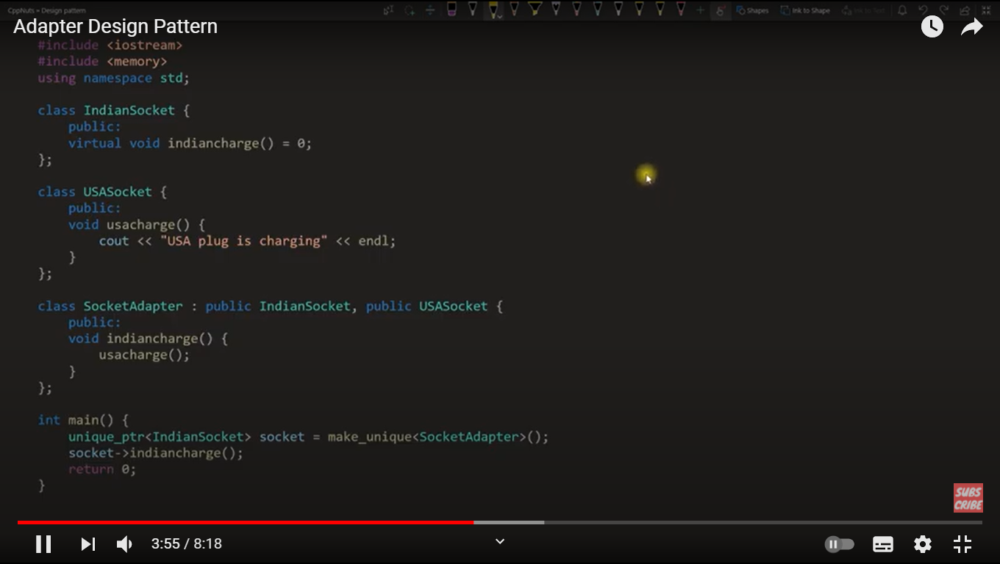 CppNuts – Design pattern
Shapes
Ink to Shape
Ink to Text
Adapter Design Pattern
#include <iostream>
#include <memory>
using namespace std;
class IndianSocket {
public:
virtual void indiancharge() = 0;
};
class USASocket {
public:
void usacharge() {
cout << "USA plug is charging" << endl;
}
};
class SocketAdapter : public IndianSocket, public USASocket {
public:
void indiancharge() {
usacharge();
}
};
int main() {
unique_ptr<IndianSocket> socket = make_unique<SocketAdapter>();
socket->indiancharge();
return 0;
}
SUBS
CRIBE
3:55 / 8:18